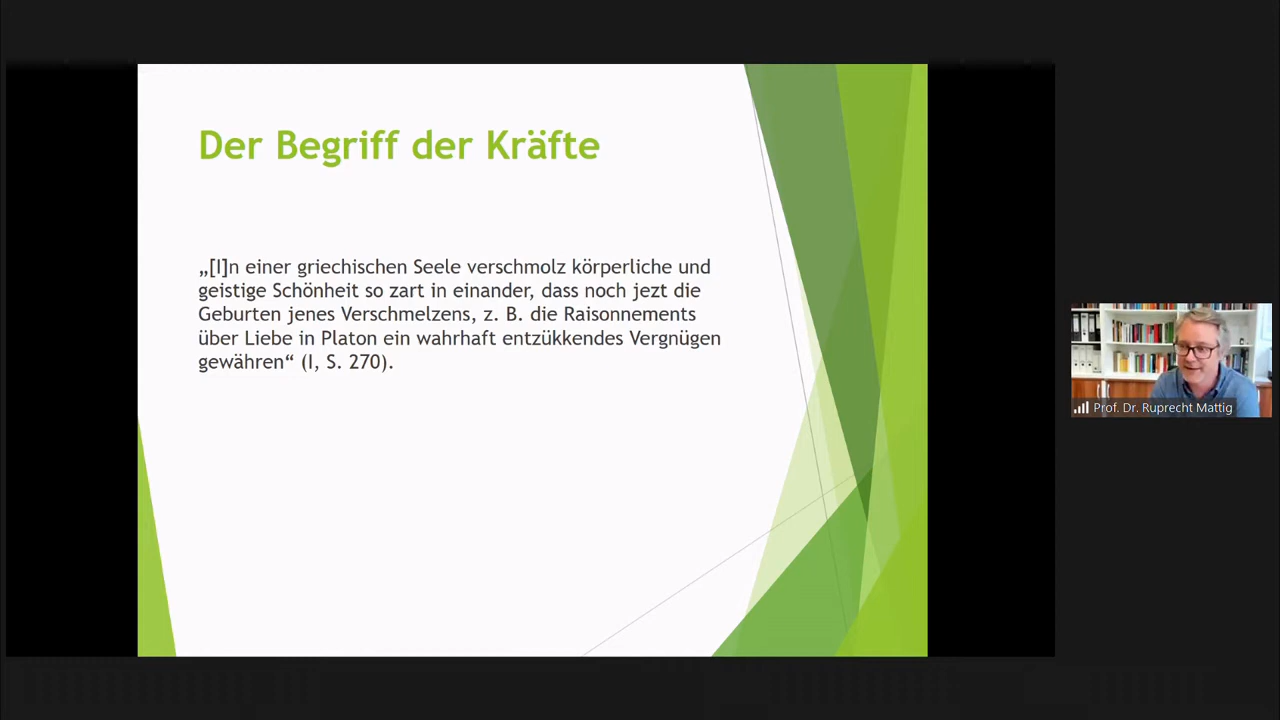 Der Begriff der Kräfte
„[I]n einer griechischen Seele verschmolz körperliche und
geistige Schönheit so zart in einander, dass noch jezt die
Geburten jenes Verschmelzens, z. B. die Raisonnements
über Liebe in Platon ein wahrhaft entzükkendes Vergnügen
gewähren“ (I, S. 270).
Prof. Dr. Ruprecht Mattig